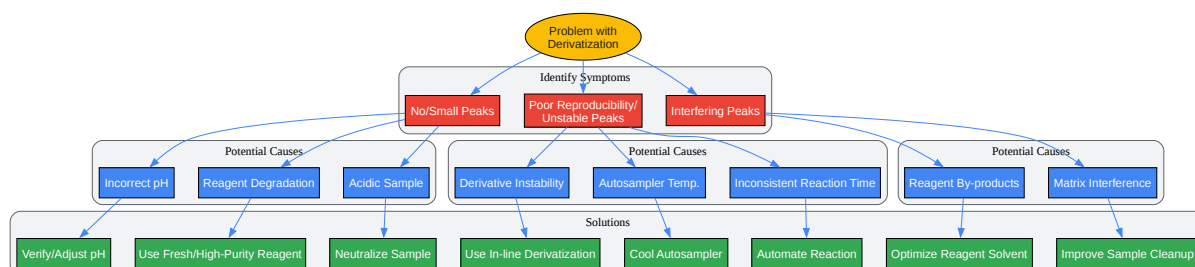 Problem with
Derivatization
Identify Symptoms
No/Small Peaks
Poor Reproducibility/
Unstable Peaks
Interfering Peaks
Potential Causes
Potential Causes
Potential Causes
Incorrect pH
Reagent Degradation
Acidic Sample
Derivative Instability
Autosampler Temp.
Inconsistent Reaction Time
Reagent By-products
Matrix Interference
Solutions
Verify/Adjust pH
Use Fresh/High-Purity Reagent
Neutralize Sample
Use In-line Derivatization
Cool Autosampler
Automate Reaction
Optimize Reagent Solvent
Improve Sample Cleanup